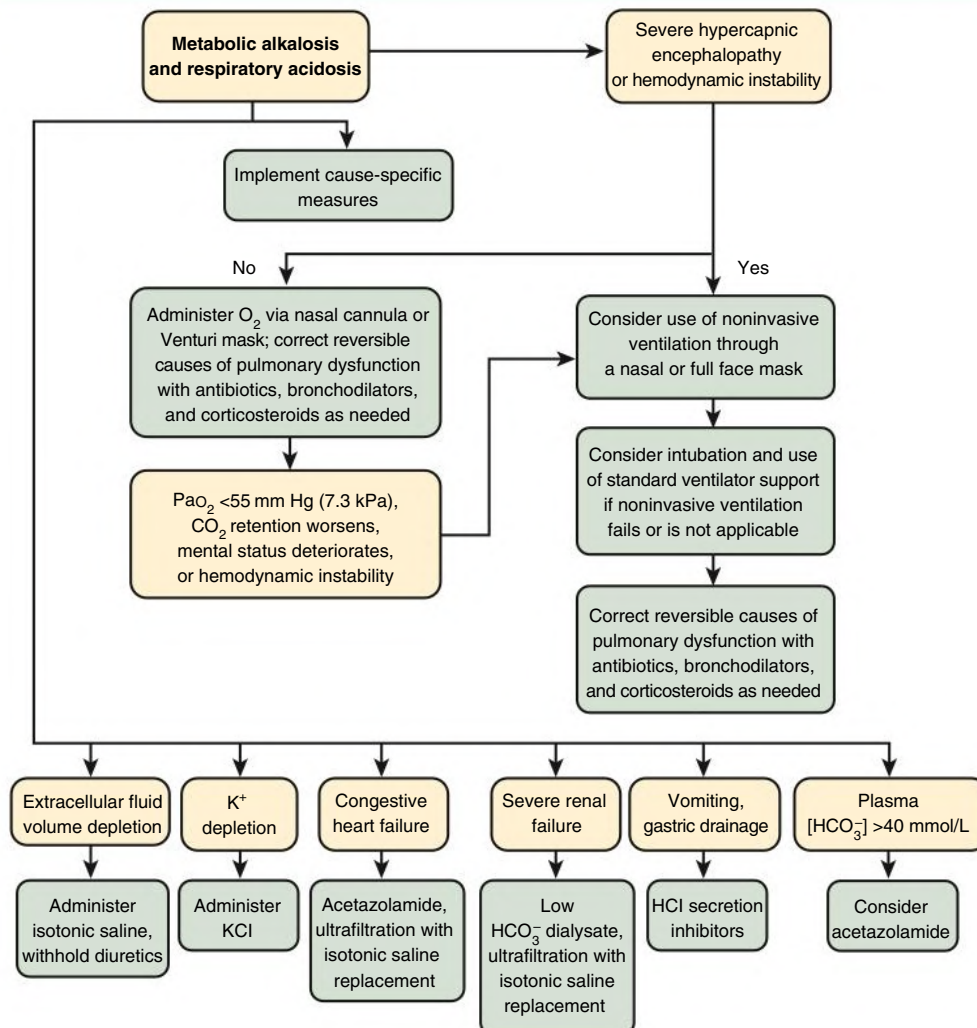 Metabolic alkalosis
and respiratory acidosis
Severe hypercapnic
encephalopathy
or hemodynamic instability
Implement cause-specific
measures
No
Yes
Administer O₂ via nasal cannula or
Venturi mask; correct reversible
causes of pulmonary dysfunction
with antibiotics, bronchodilators,
and corticosteroids as needed
Consider use of noninvasive
ventilation through
a nasal or full face mask
PaO₂ <55 mm Hg (7.3 kPa),
CO₂ retention worsens,
mental status deteriorates,
or hemodynamic instability
Consider intubation and use
of standard ventilator support
if noninvasive ventilation
fails or is not applicable
Correct reversible causes of
pulmonary dysfunction with
antibiotics, bronchodilators,
and corticosteroids as needed
Extracellular fluid
volume depletion
K⁺
depletion
Congestive
heart failure
Severe renal
failure
Vomiting,
gastric drainage
Plasma
[HCO₃⁻] >40 mmol/L
Administer
isotonic saline,
withhold diuretics
Administer
KCl
Acetazolamide,
ultrafiltration with
isotonic saline
replacement
Low
HCO₃⁻ dialysate,
ultrafiltration with
isotonic saline
replacement
HCl secretion
inhibitors
Consider
acetazolamide